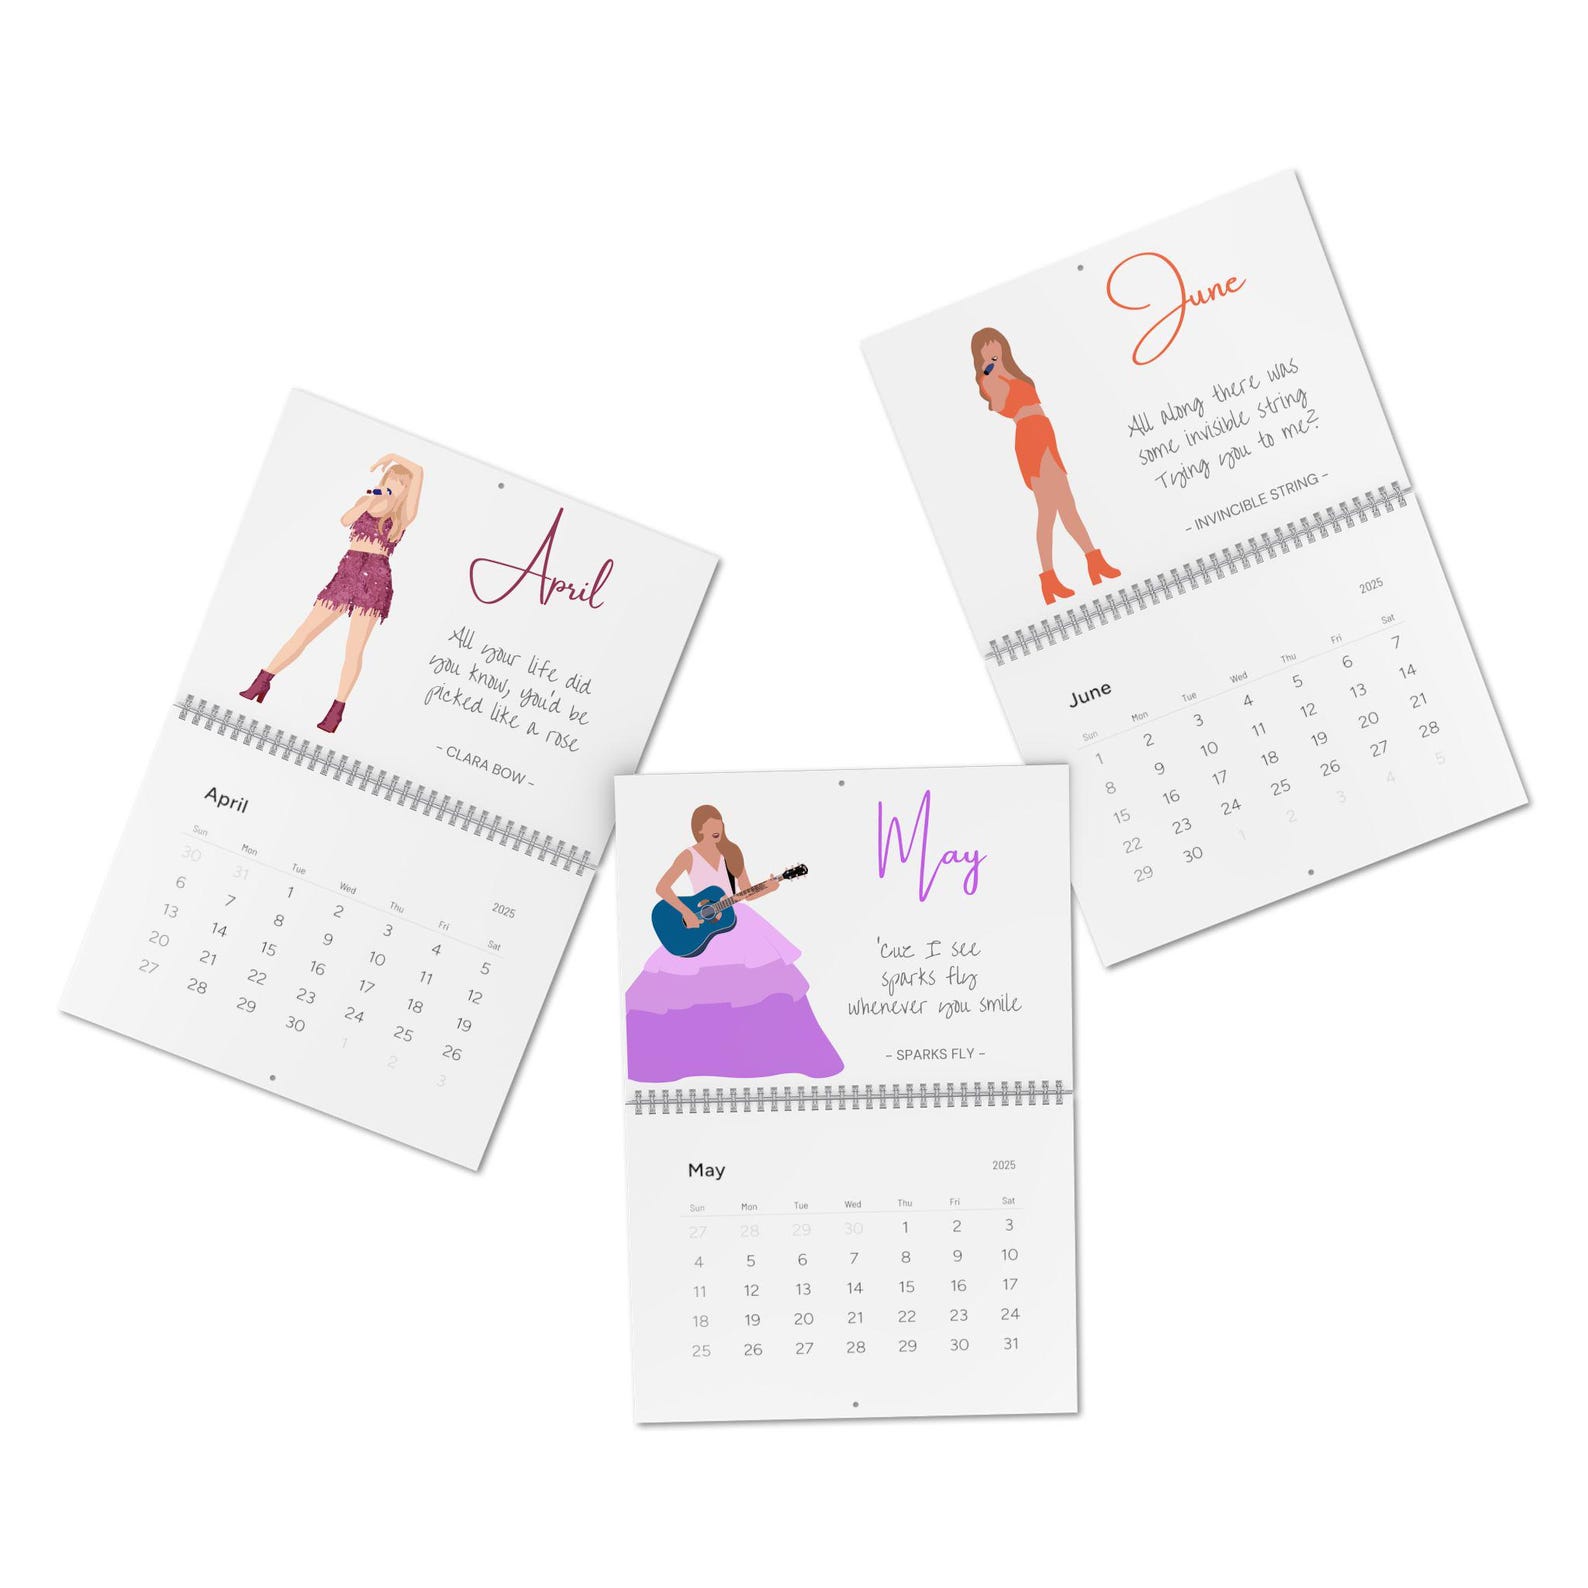 April
All your life did
you know, you'd be
picked like a rose
- CLARA BOW -
April
2025
Sun Mon Tue Wed Thu Fri Sat
30 31 1 2 3 4 5
6 7 8 9 10 11 12
13 14 15 16 17 18 19
20 21 22 23 24 25 26
27 28 29 30 1 2 3
May
'Cuz I see
sparks fly
whenever you smile
- SPARKS FLY -
May
2025
Sun Mon Tue Wed Thu Fri Sat
27 28 29 30 1 2 3
4 5 6 7 8 9 10
11 12 13 14 15 16 17
18 19 20 21 22 23 24
25 26 27 28 29 30 31
June
All along there was
some invisible string
Tying you to me?
- INVINCIBLE STRING -
June
2025
Sun Mon Tue Wed Thu Fri Sat
1 2 3 4 5 6 7
8 9 10 11 12 13 14
15 16 17 18 19 20 21
22 23 24 25 26 27 28
29 30 1 2 3 4 5